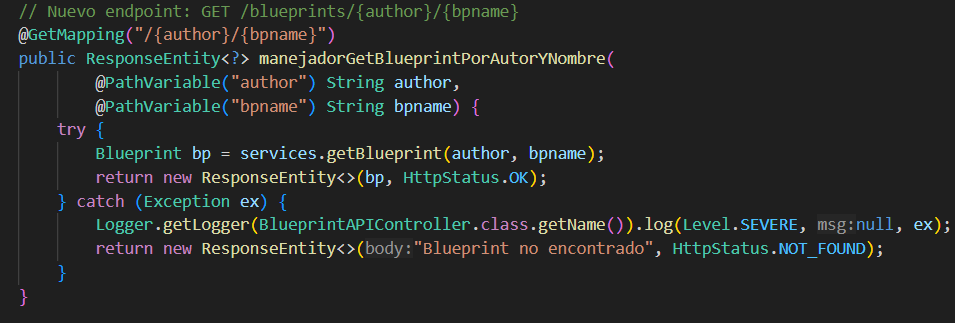 // Nuevo endpoint: GET /blueprints/{author}/{bpname}
@GetMapping("/{author}/{bpname}")
public ResponseEntity<?> manejadorGetBlueprintPorAutorYNombre(
@PathVariable("author") String author,
@PathVariable("bpname") String bpname) {
try {
Blueprint bp = services.getBlueprint(author, bpname);
return new ResponseEntity<>(bp, HttpStatus.OK);
} catch (Exception ex) {
Logger.getLogger(BlueprintAPIController.class.getName()).log(Level.SEVERE, msg:null, ex);
return new ResponseEntity<>(body:"Blueprint no encontrado", HttpStatus.NOT_FOUND);
}
}